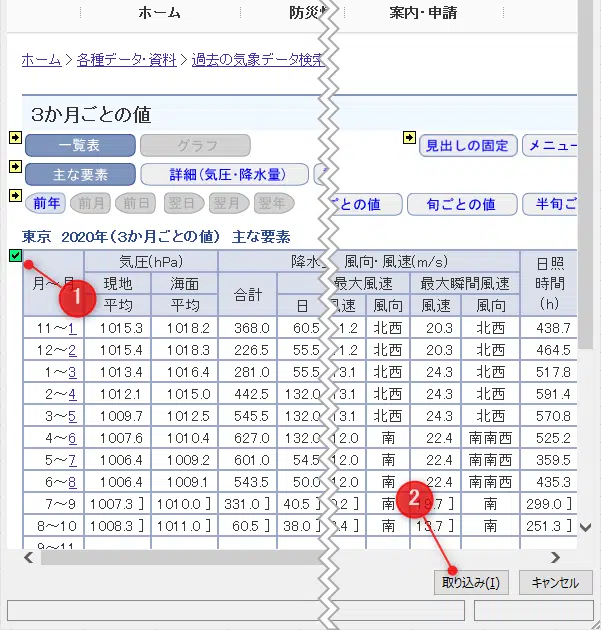 ホーム 防災 案内・申請
ホーム > 各種データ・資料 > 過去の気象データ検索
3か月ごとの値
一覧表 グラフ 見出しの固定 メニュー
主な要素 詳細(気圧・降水量)
前年 前月 前日 翌日 翌月 翌年 ごとの値 旬ごとの値 半旬ご
東京 2020年(3か月ごとの値) 主な要素
月~月 気圧(hPa) 降水 風向・風速(m/s) 日照時間(h)
現地 海面 合計 最大風速 最大瞬間風速
平均 平均 日 風速 風向 風速 風向
11~1 1015.3 1018.2 368.0 60.5 1.2 北西 20.3 北西 438.7
12~2 1015.4 1018.3 226.5 55.5 1.2 北西 20.3 北西 464.5
1~3 1013.4 1016.4 281.0 55.5 13.1 北西 24.3 北西 517.8
2~4 1012.1 1015.0 442.5 132.0 13.1 北西 24.3 北西 591.4
3~5 1009.7 1012.5 545.5 132.0 13.1 北西 24.3 北西 570.8
4~6 1007.6 1010.4 627.0 132.0 12.0 南 22.4 南南西 525.2
5~7 1006.4 1009.2 601.0 54.5 12.0 南 22.4 南南西 359.5
6~8 1006.4 1009.1 543.5 50.0 12.0 南 22.4 南南西 435.3
7~9 1007.3 ] 1010.0 ] 331.0 ] 40.5 ] 0.2 ] 南 9.7 ] 南 299.0 ]
8~10 1008.3 ] 1011.0 ] 60.5 ] 38.0 ] 8.4 ] 南 13.7 ] 南 251.3 ]
9~11
1
2
取り込み(I) キャンセル